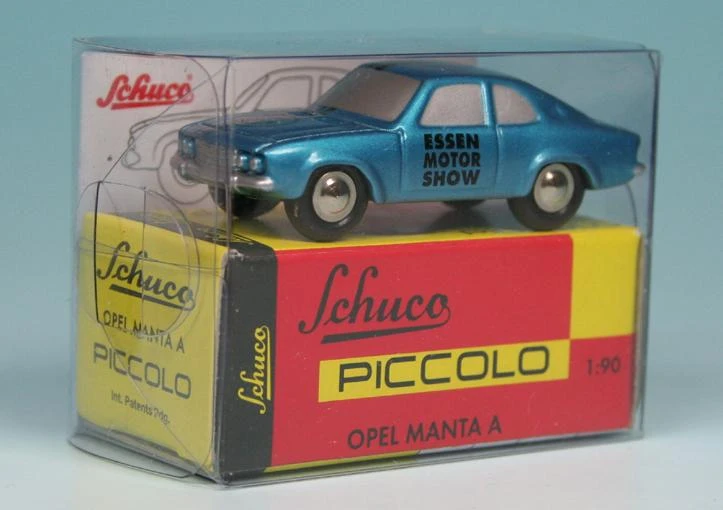 Schuco
ESSEN
MOTOR
SHOW
Schuco
OPEL MANTA A
PICCOLO
Int. Patents Pdg.
Schuco
Schuco
PICCOLO
1:90
OPEL MANTA A